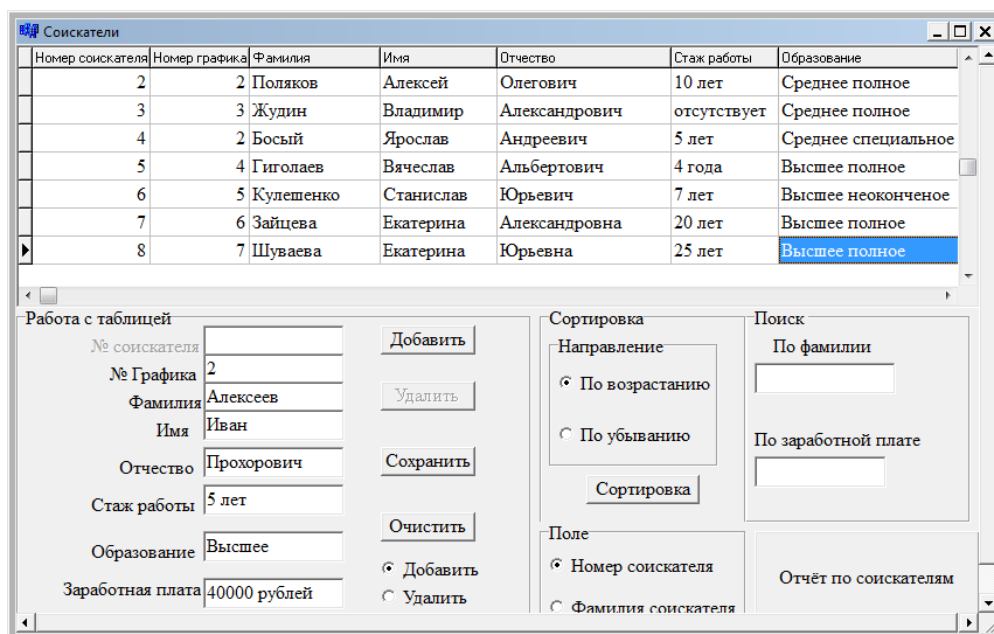 Соискатели
Номер соискателя Номер графика Фамилия Имя Отчество Стаж работы Образование
2 2 Поляков Алексей Олегович 10 лет Среднее полное
3 3 Жудин Владимир Александрович отсутствует Среднее полное
4 2 Босый Ярослав Андреевич 5 лет Среднее специальное
5 4 Гиголаев Вячеслав Альбертович 4 года Высшее полное
6 5 Кулешенко Станислав Юрьевич 7 лет Высшее неоконченое
7 6 Зайцева Екатерина Александровна 20 лет Высшее полное
8 7 Шуваева Екатерина Юрьевна 25 лет Высшее полное
Работа с таблицей
№ соискателя
№ Графика 2
Фамилия Алексеев
Имя Иван
Отчество Прохорович
Стаж работы 5 лет
Образование Высшее
Заработная плата 40000 рублей
Добавить
Удалить
Сохранить
Очистить
Добавить
Удалить
Сортировка
Направление
По возрастанию
По убыванию
Сортировка
Поле
Номер соискателя
Фамилия соискателя
Поиск
По фамилии
По заработной плате
Отчёт по соискателям